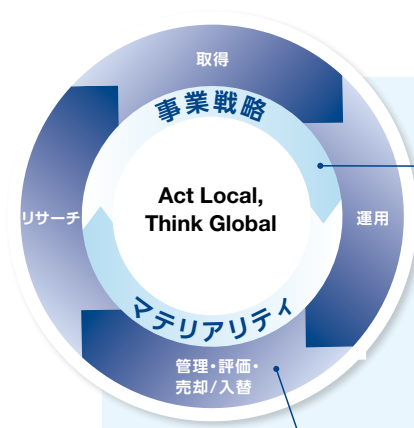 取得
事業戦略
Act Local,
Think Global
リサーチ
運用
マテリアリティ
管理・評価・
売却/入替